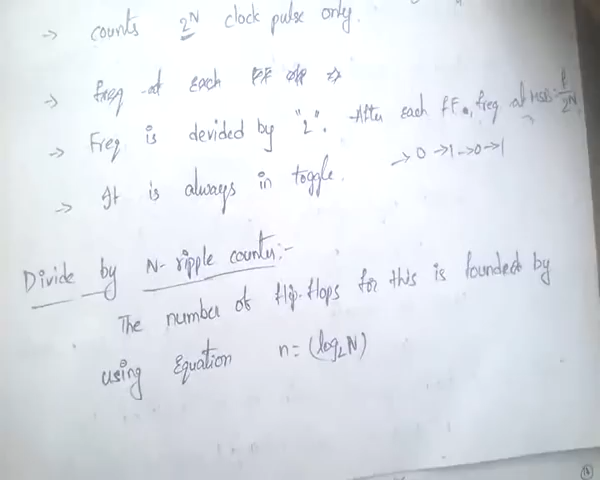 → counts 2^N clock pulse only.
→ freq at each FF o/p →
→ Freq is devided by "2". After each FF, freq at MSB: f/2^N
→ It is always in toggle. → 0 → 1 → 0 → 1
Divide by N- ripple counter:-
The number of flip-flops for this is founded by
using Equation n = (log₂N)